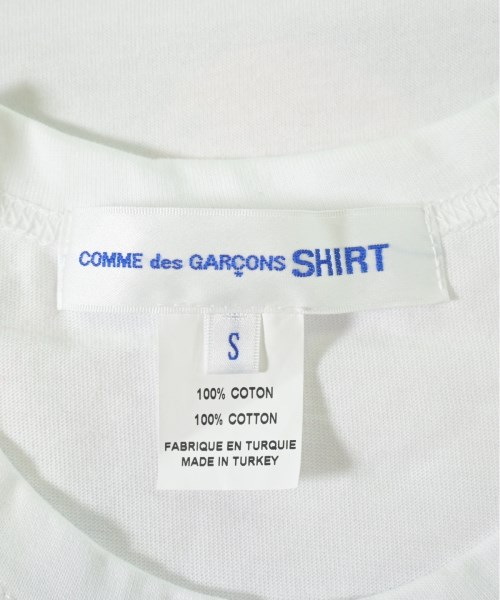 COMME des GARÇONS SHIRT
S
100% COTON
100% COTTON
FABRIQUE EN TURQUIE
MADE IN TURKEY